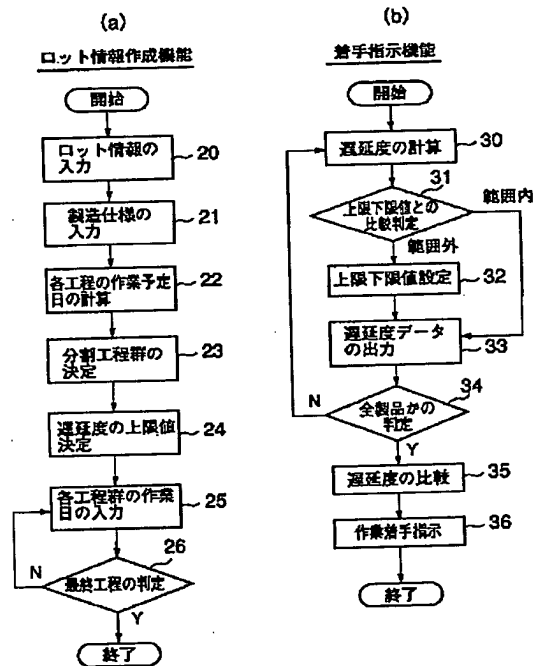 (a)
ロット情報作成機能
開始
ロット情報の
入力
20
製造仕様の
入力
21
各工程の作業予定
日の計算
22
分割工程群の
決定
23
遅延度の上限値
決定
24
各工程群の作業
日の入力
25
26
最終工程の判定
N
Y
終了
(b)
着手指示機能
開始
遅延度の計算
30
31
上限下限値との
比較判定
範囲内
範囲外
上限下限値設定
32
遅延度データ
の出力
33
34
全製品かの
判定
N
Y
遅延度の比較
35
作業着手指示
36
終了